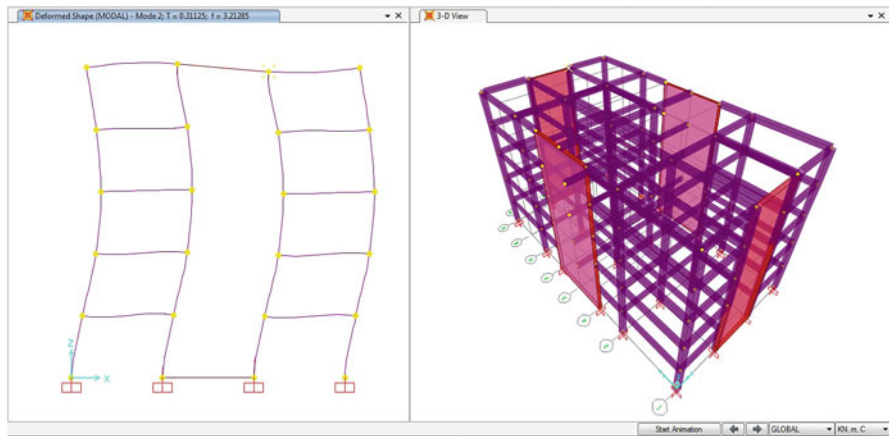 Deformed Shape (MODAL) - Mode 2; T = 0.31125; f = 3.21285
3-D View
Z
X
Start Animation
GLOBAL
KN, m, C